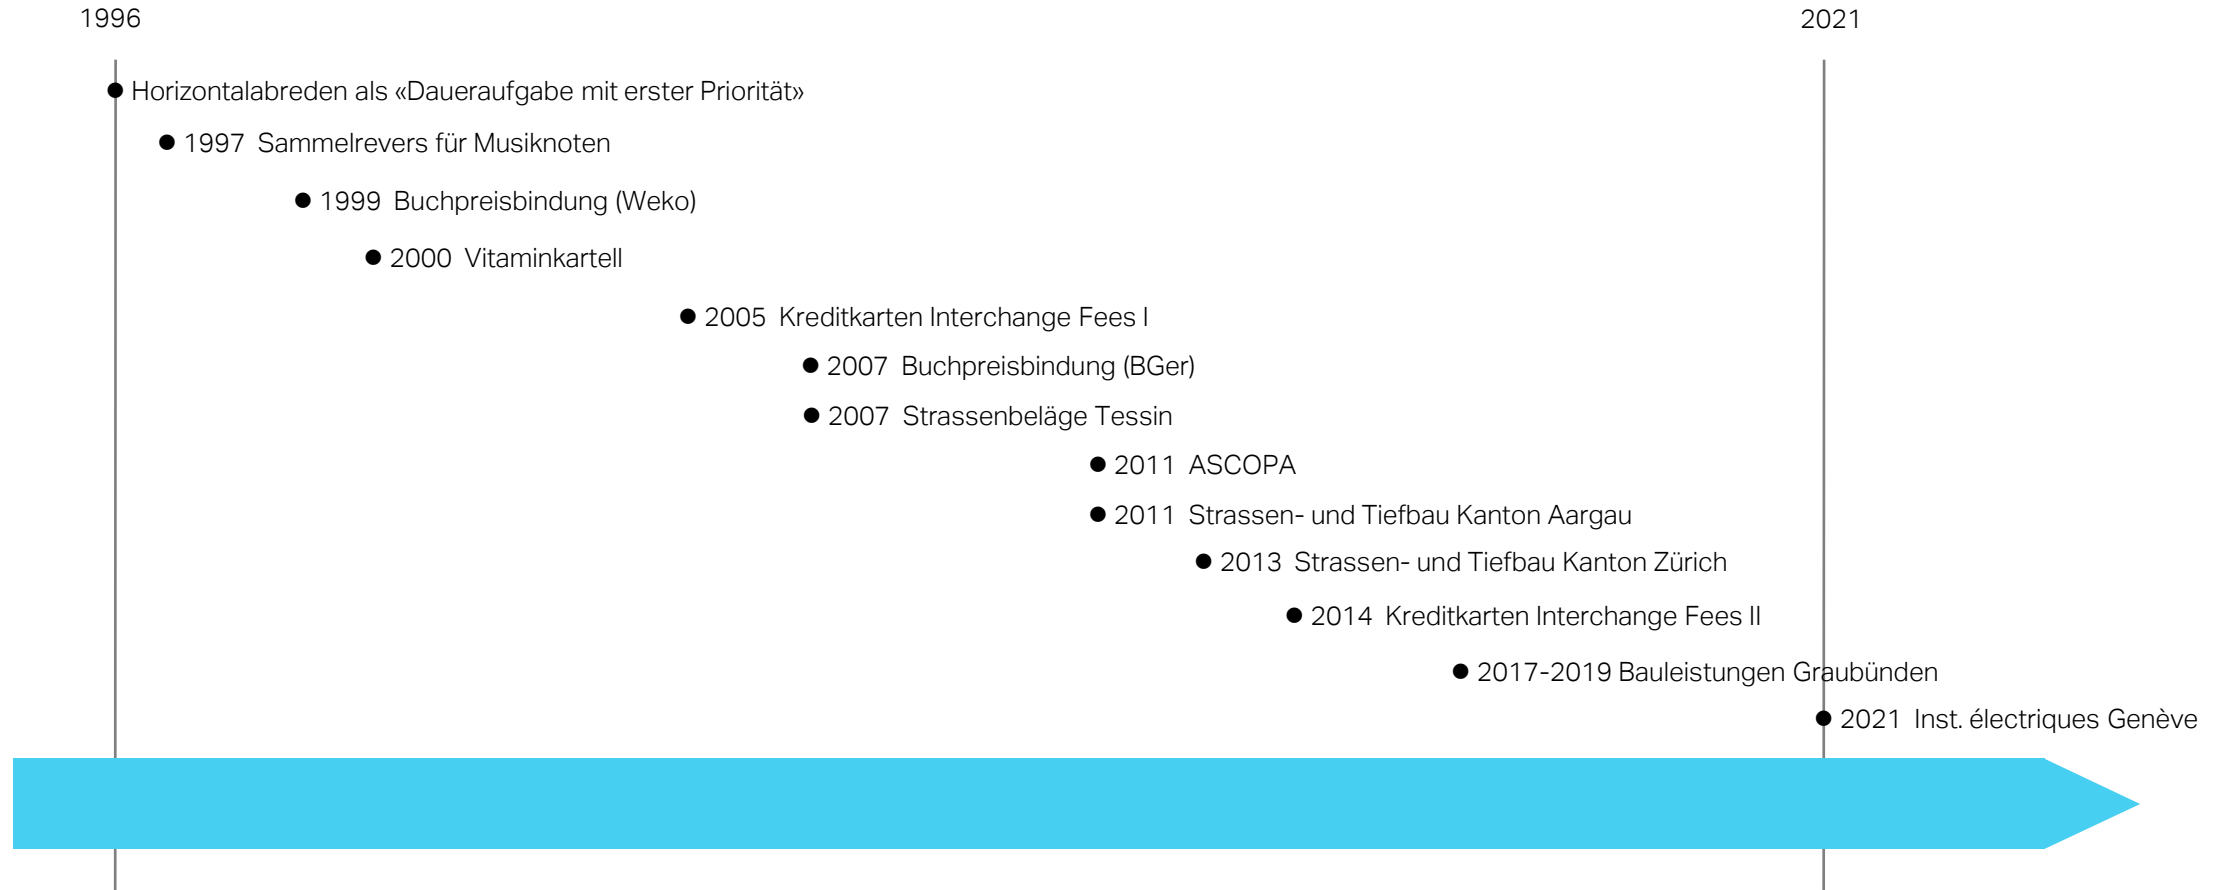 1996
2021
Horizontalabreden als «Daueraufgabe mit erster Priorität»
1997 Sammelrevers für Musiknoten
1999 Buchpreisbindung (Weko)
2000 Vitaminkartell
2005 Kreditkarten Interchange Fees I
2007 Buchpreisbindung (BGer)
2007 Strassenbeläge Tessin
2011 ASCOPA
2011 Strassen- und Tiefbau Kanton Aargau
2013 Strassen- und Tiefbau Kanton Zürich
2014 Kreditkarten Interchange Fees II
2017-2019 Bauleistungen Graubünden
2021 Inst. électriques Genève